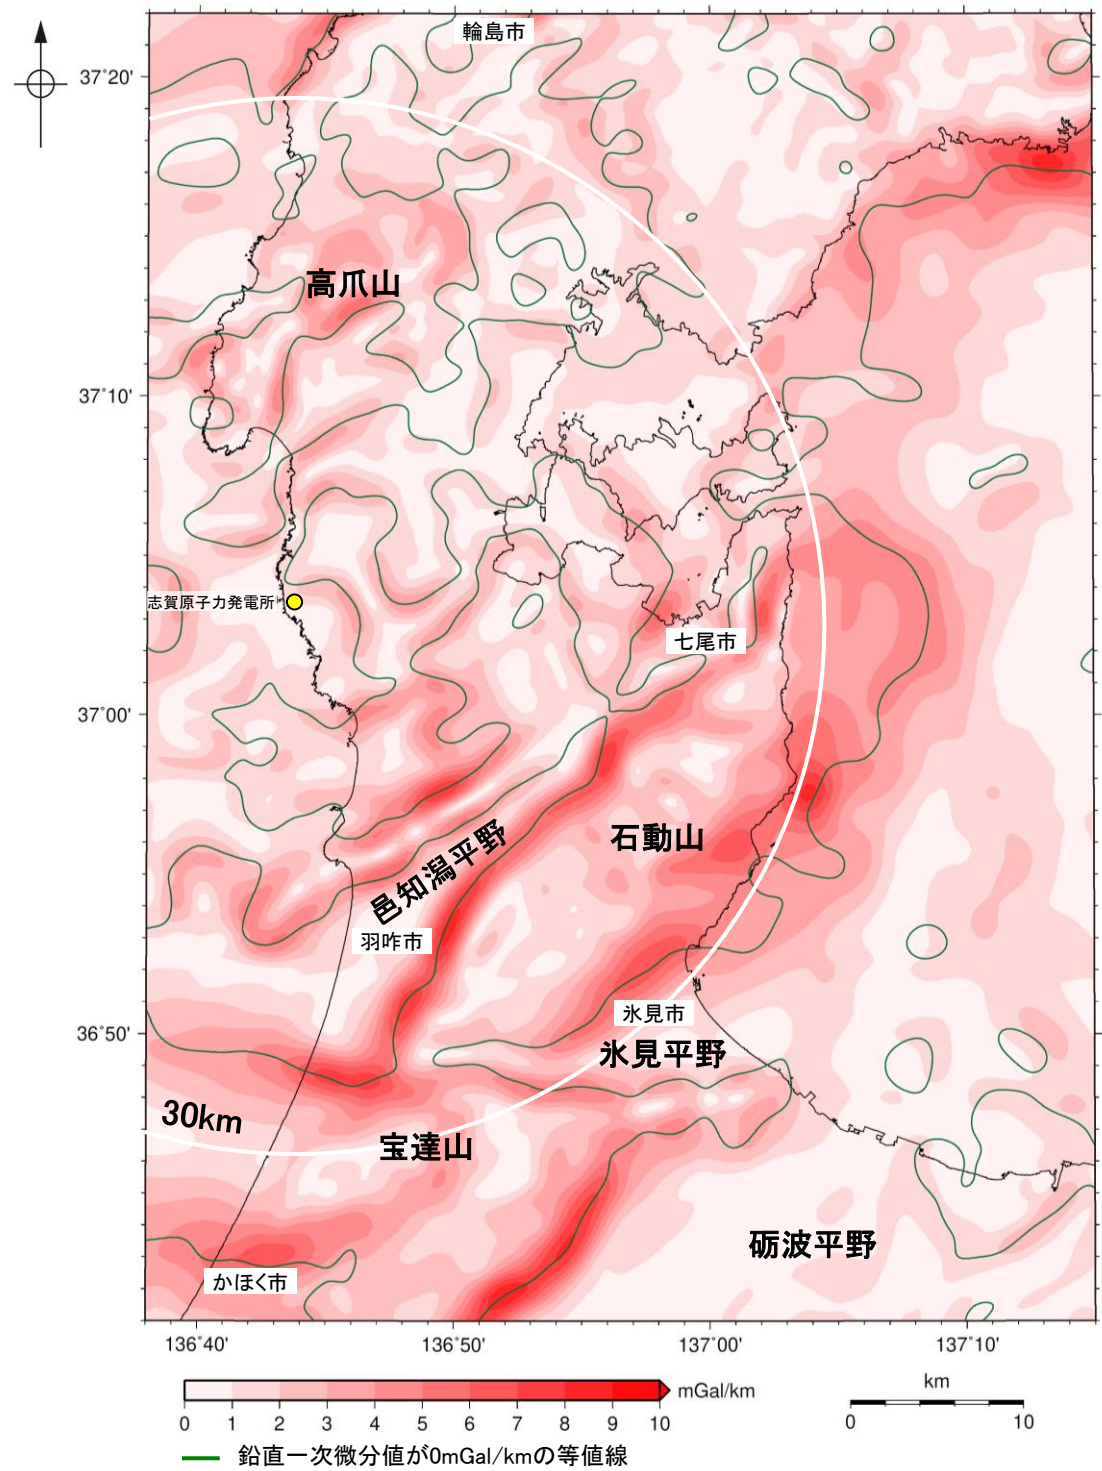 輪島市
37°20'
高爪山
37°10'
志賀原子力発電所
七尾市
37°00'
石動山
邑知潟平野
羽咋市
36°50'
氷見市
氷見平野
30km
宝達山
砺波平野
かほく市
136°40'
136°50'
137°00'
137°10'
mGal/km
0 1 2 3 4 5 6 7 8 9 10
km
0 10
鉛直一次微分値が0mGal/kmの等値線